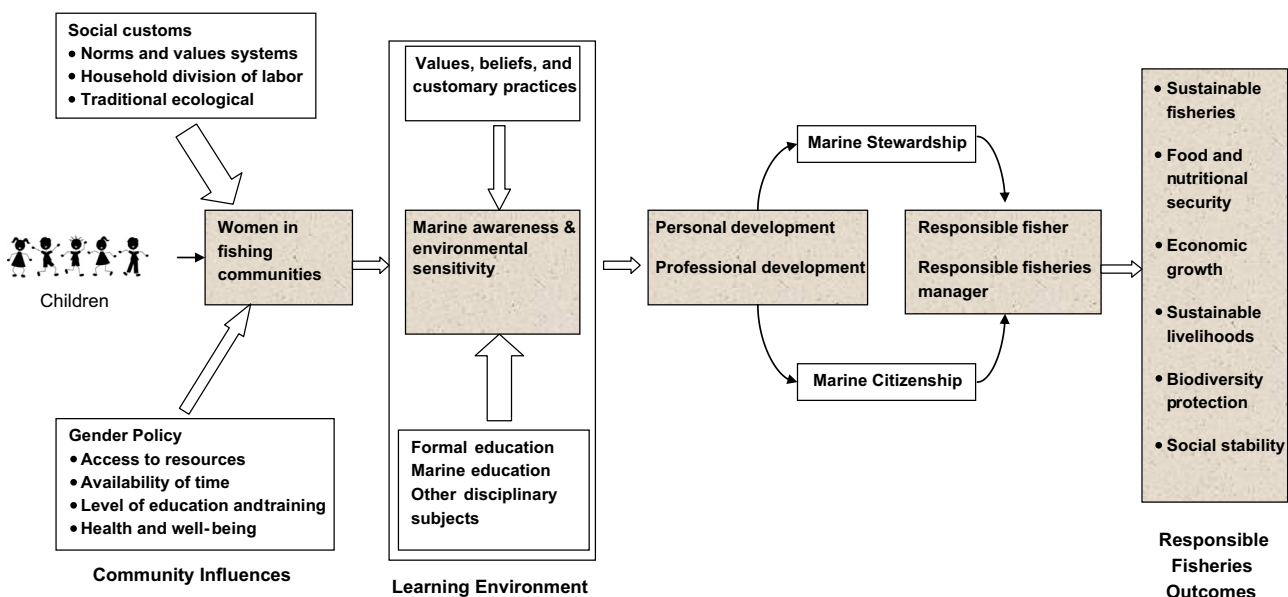 Social customs
• Norms and values systems
• Household division of labor
• Traditional ecological
Children
Women in
fishing
communities
Gender Policy
• Access to resources
• Availability of time
• Level of education andtraining
• Health and well-being
Community Influences
Values, beliefs, and
customary practices
Marine awareness &
environmental
sensitivity
Formal education
Marine education
Other disciplinary
subjects
Learning Environment
Personal development
Professional development
Marine Stewardship
Marine Citizenship
Responsible fisher
Responsible fisheries
manager
• Sustainable
fisheries
• Food and
nutritional
security
• Economic
growth
• Sustainable
livelihoods
• Biodiversity
protection
• Social stability
Responsible
Fisheries
Outcomes